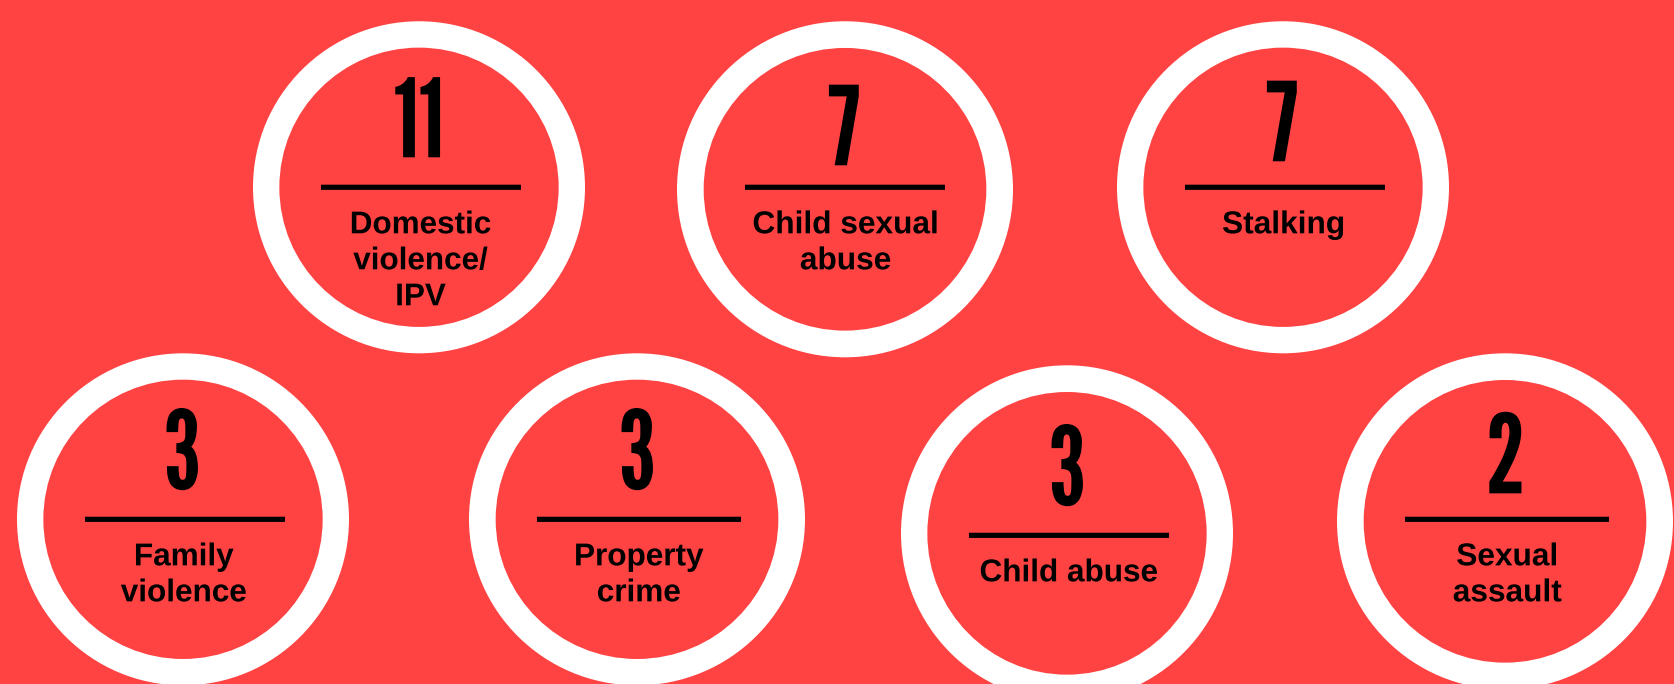 11
Domestic
violence/
IPV
7
Child sexual
abuse
7
Stalking
3
Family
violence
3
Property
crime
3
Child abuse
2
Sexual
assault